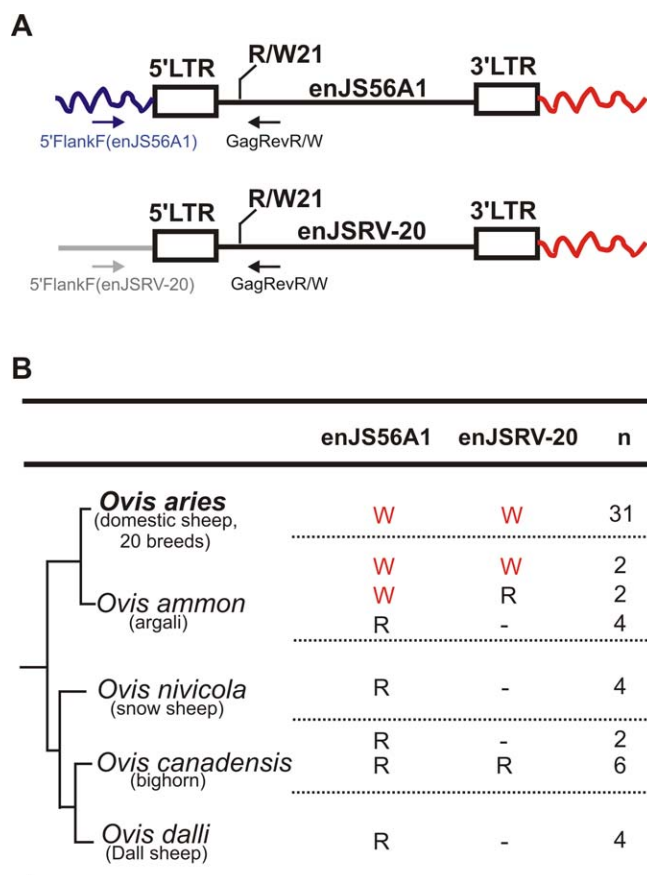 A
5'LTR R/W21 enJS56A1 3'LTR
5'FlankF(enJS56A1) GagRevR/W
5'LTR R/W21 enJSRV-20 3'LTR
5'FlankF(enJSRV-20) GagRevR/W
B
enJS56A1 enJSRV-20 n
Ovis aries W W 31
(domestic sheep,
20 breeds)
W W 2
Ovis ammon W R 2
(argali) R - 4
Ovis nivicola R - 4
(snow sheep)
R - 2
Ovis canadensis R R 6
(bighorn)
Ovis dalli R - 4
(Dall sheep)